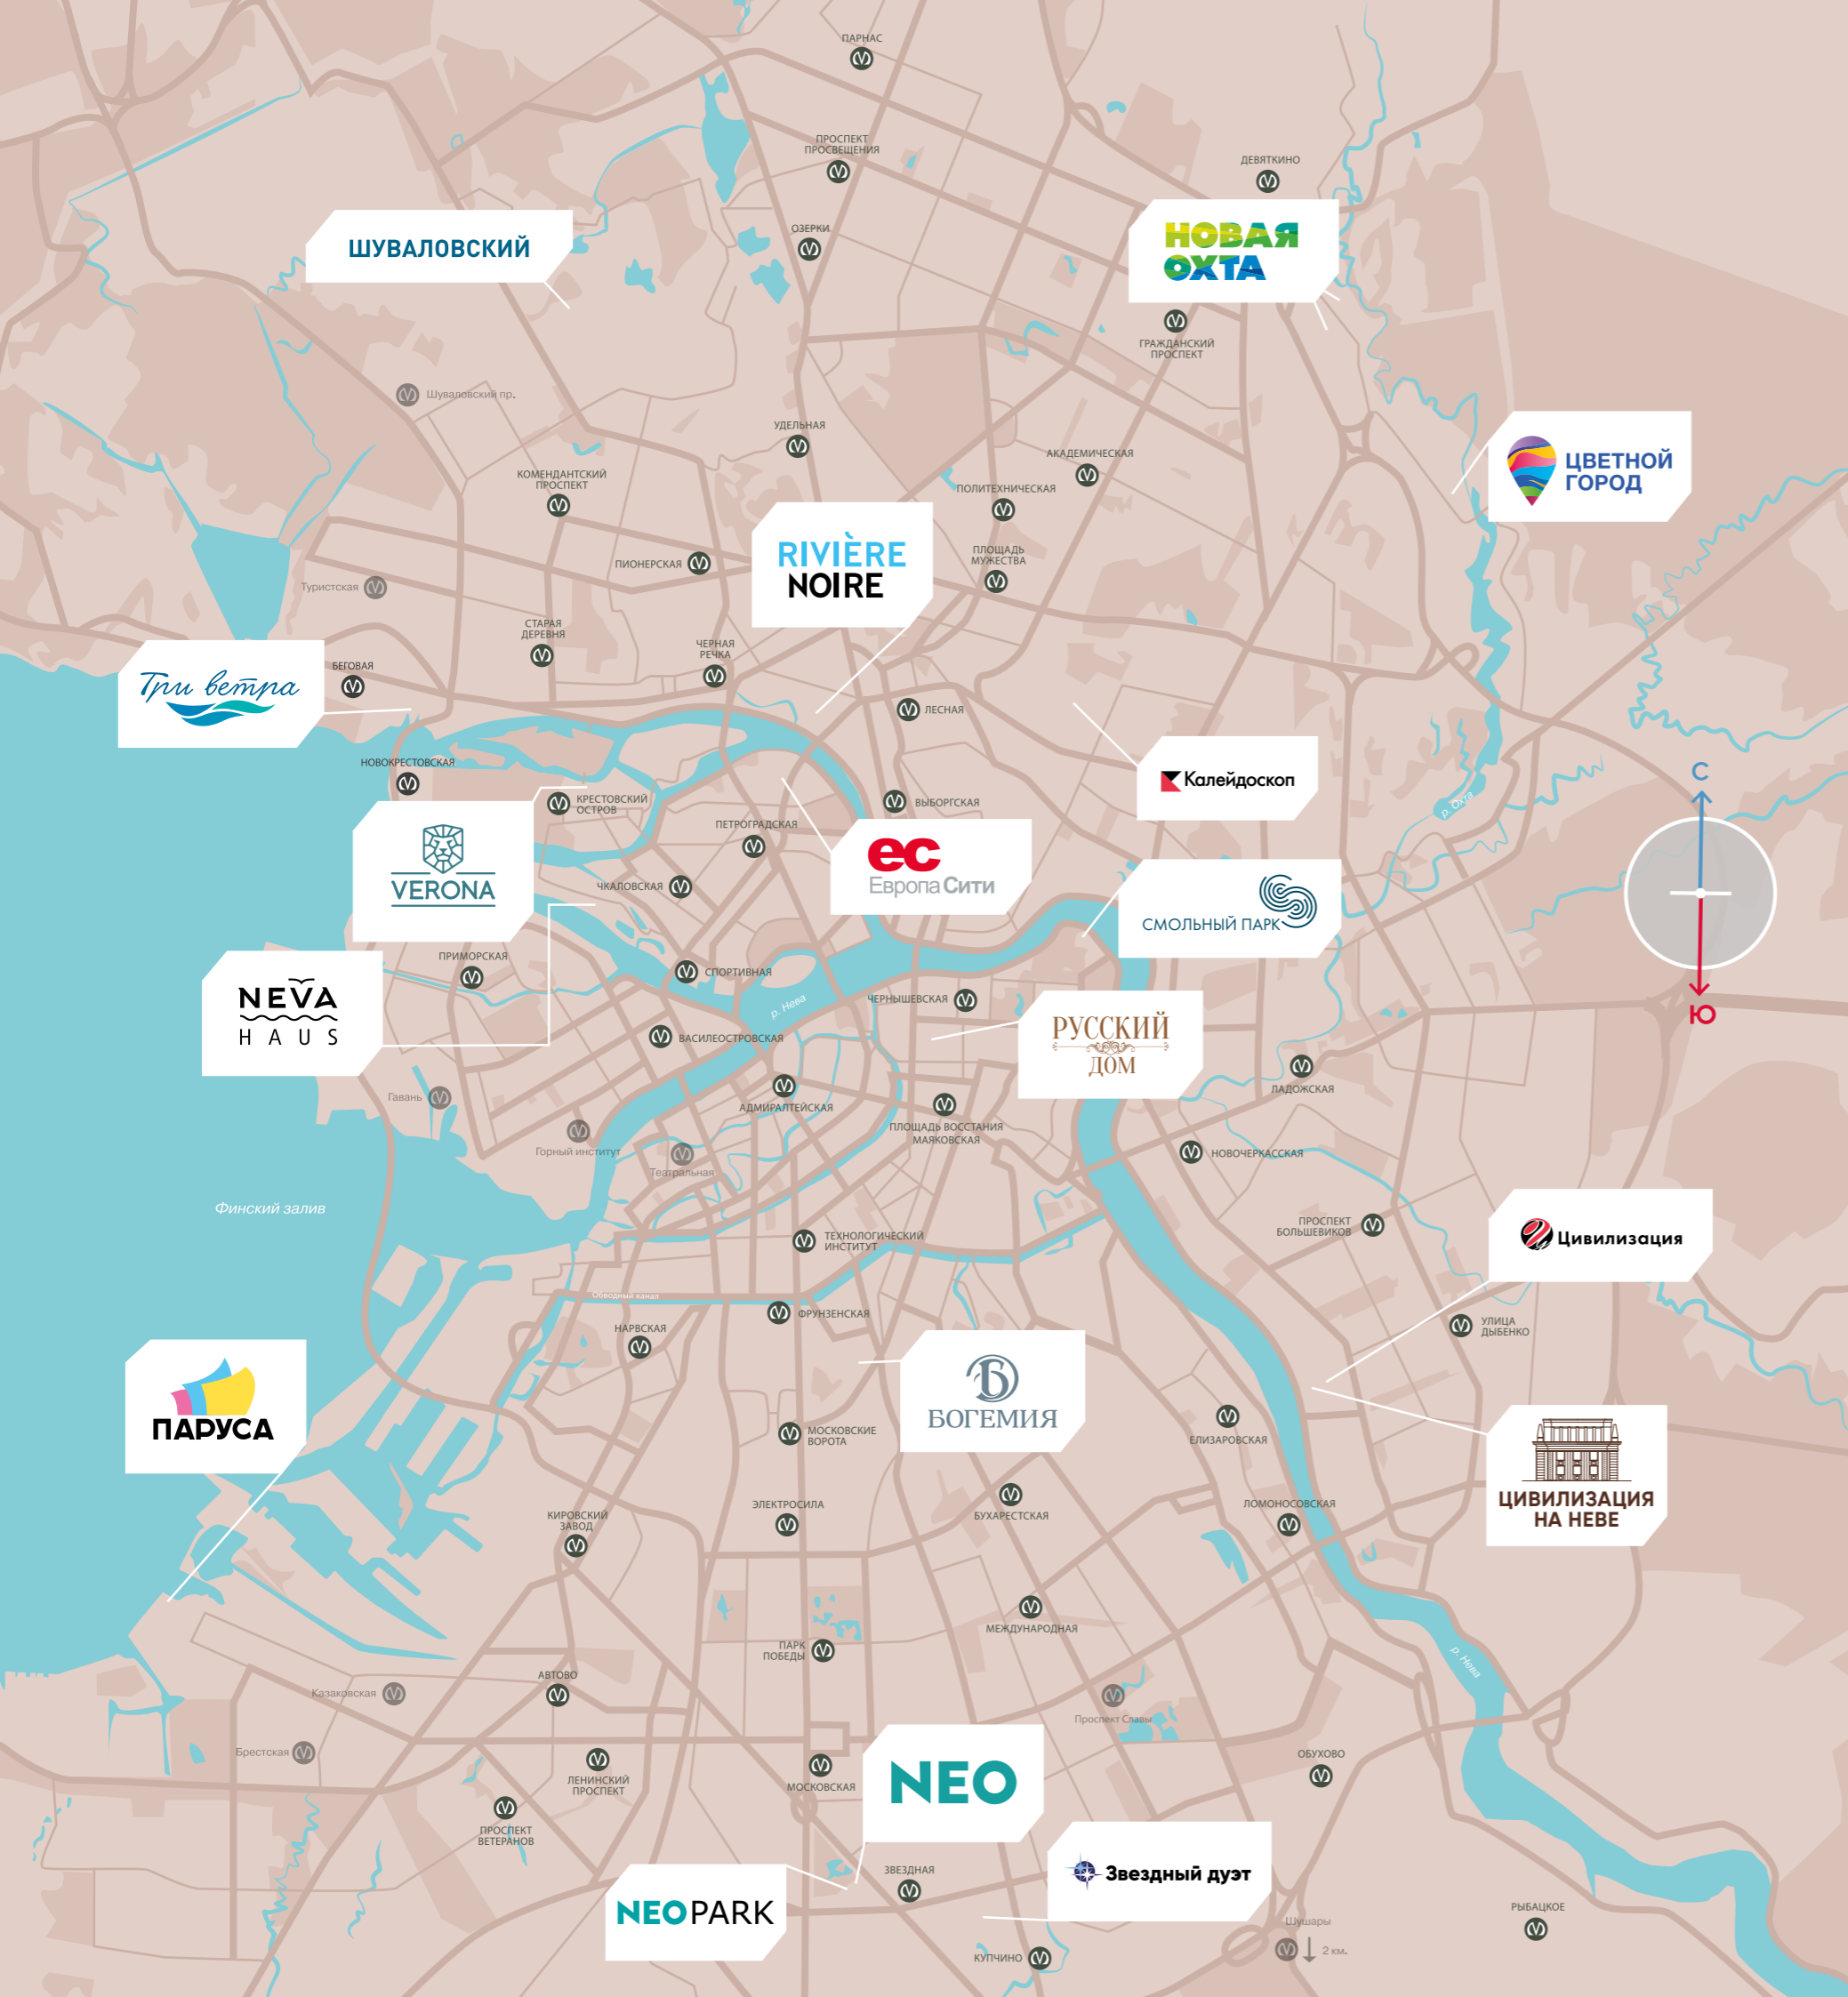 ПАРНАС
ПРОСПЕКТ
ПРОСВЕЩЕНИЯ
ДЕВЯТКИНО
ОЗЕРКИ
ШУВАЛОВСКИЙ
НОВАЯ
ОХТА
ГРАЖДАНСКИЙ
ПРОСПЕКТ
Шуваловский пр.
УДЕЛЬНАЯ
АКАДЕМИЧЕСКАЯ
ЦВЕТНОЙ
ГОРОД
КОМЕНДАНТСКИЙ
ПРОСПЕКТ
ПОЛИТЕХНИЧЕСКАЯ
RIVIÈRE
NOIRE
ПЛОЩАДЬ
МУЖЕСТВА
ПИОНЕРСКАЯ
Туристская
СТАРАЯ
ДЕРЕВНЯ
ЧЕРНАЯ
РЕЧКА
БЕГОВАЯ
Три ветра
ЛЕСНАЯ
НОВОКРЕСТОВСКАЯ
С
Калейдоскоп
КРЕСТОВСКИЙ
ОСТРОВ
ВЫБОРГСКАЯ
р. Охта
ПЕТРОГРАДСКАЯ
VERONA
ес
Европа Сити
ЧКАЛОВСКАЯ
СМОЛЬНЫЙ ПАРК
ПРИМОРСКАЯ
СПОРТИВНАЯ
ЧЕРНЫШЕВСКАЯ
р. Нева
NEVA
HAUS
Ю
РУССКИЙ
ДОМ
ВАСИЛЕОСТРОВСКАЯ
ЛАДОЖСКАЯ
Гавань
АДМИРАЛТЕЙСКАЯ
ПЛОЩАДЬ ВОССТАНИЯ
МАЯКОВСКАЯ
Горный институт
Театральная
НОВОЧЕРКАССКАЯ
Финский залив
ПРОСПЕКТ
БОЛЬШЕВИКОВ
Цивилизация
ТЕХНОЛОГИЧЕСКИЙ
ИНСТИТУТ
Обводный канал
ФРУНЗЕНСКАЯ
НАРВСКАЯ
УЛИЦА
ДЫБЕНКО
ПАРУСА
БОГЕМИЯ
МОСКОВСКИЕ
ВОРОТА
ЕЛИЗАРОВСКАЯ
ЦИВИЛИЗАЦИЯ
НА НЕВЕ
ЭЛЕКТРОСИЛА
БУХАРЕСТСКАЯ
ЛОМОНОСОВСКАЯ
КИРОВСКИЙ
ЗАВОД
МЕЖДУНАРОДНАЯ
ПАРК
ПОБЕДЫ
р. Нева
АВТОВО
Казаковская
Проспект Славы
Брестская
ЛЕНИНСКИЙ
ПРОСПЕКТ
МОСКОВСКАЯ
NEO
ОБУХОВО
ПРОСПЕКТ
ВЕТЕРАНОВ
ЗВЕЗДНАЯ
Звездный дуэт
NEOPARK
РЫБАЦКОЕ
Шушары
2 км.
КУПЧИНО